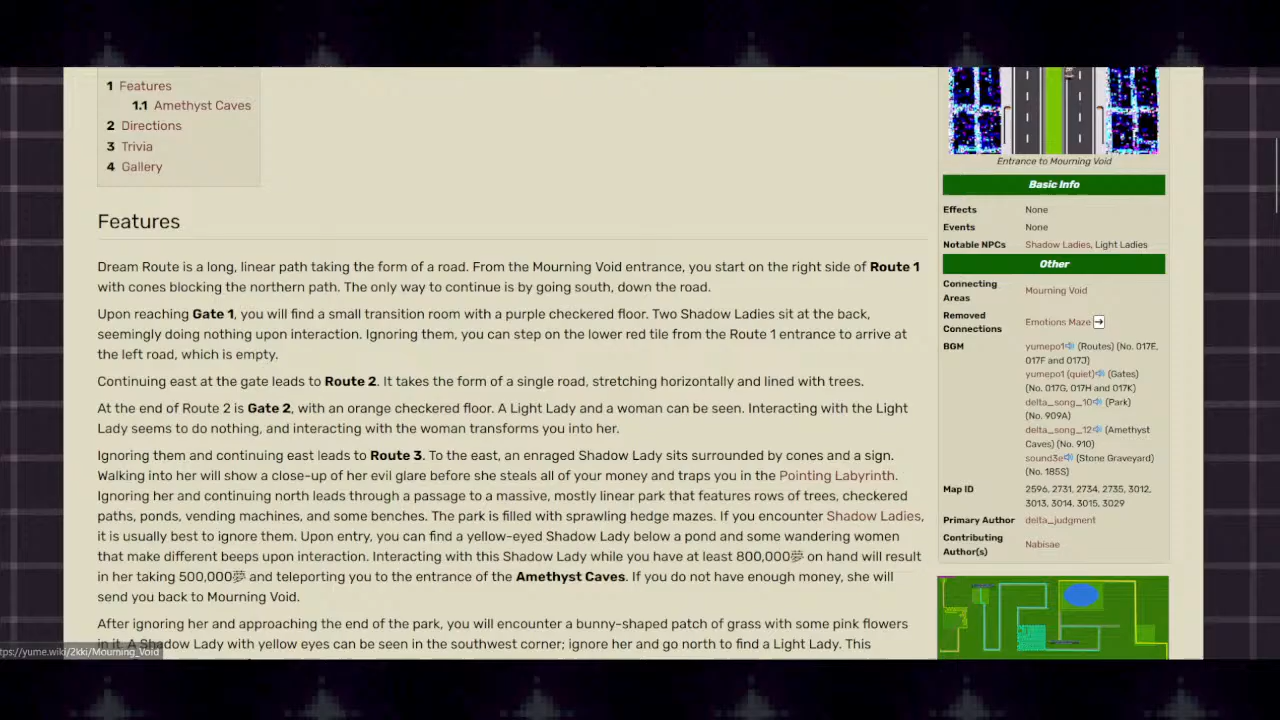 1 Features
1.1 Amethyst Caves
2 Directions
3 Trivia
4 Gallery
Features
Dream Route is a long, linear path taking the form of a road. From the Mourning Void entrance, you start on the right side of Route 1
with cones blocking the northern path. The only way to continue is by going south, down the road.
Upon reaching Gate 1, you will find a small transition room with a purple checkered floor. Two Shadow Ladies sit at the back,
seemingly doing nothing upon interaction. Ignoring them, you can step on the lower red tile from the Route 1 entrance to arrive at
the left road, which is empty.
Continuing east at the gate leads to Route 2. It takes the form of a single road, stretching horizontally and lined with trees.
At the end of Route 2 is Gate 2, with an orange checkered floor. A Light Lady and a woman can be seen. Interacting with the Light
Lady seems to do nothing, and interacting with the woman transforms you into her.
Ignoring them and continuing east leads to Route 3. To the east, an enraged Shadow Lady sits surrounded by cones and a sign.
Walking into her will show a close-up of her evil glare before she steals all of your money and traps you in the Pointing Labyrinth.
Ignoring her and continuing north leads through a passage to a massive, mostly linear park that features rows of trees, checkered
paths, ponds, vending machines, and some benches. The park is filled with sprawling hedge mazes. If you encounter Shadow Ladies,
it is usually best to ignore them. Upon entry, you can find a yellow-eyed Shadow Lady below a pond and some wandering women
that make different beeps upon interaction. Interacting with this Shadow Lady while you have at least 800,000夢 on hand will result
in her taking 500,000夢 and teleporting you to the entrance of the Amethyst Caves. If you do not have enough money, she will
send you back to Mourning Void.
After ignoring her and approaching the end of the park, you will encounter a bunny-shaped patch of grass with some pink flowers
in it. A Shadow Lady with yellow eyes can be seen in the southwest corner; ignore her and go north to find a Light Lady. This
ttps://yume.wiki/2kki/Mourning_Void
Entrance to Mourning Void
Basic Info
Effects None
Events None
Notable NPCs Shadow Ladies, Light Ladies
Other
Connecting
Areas Mourning Void
Removed
Connections Emotions Maze →
BGM yumepo1 (Routes) (No. 017E,
017F and 017J)
yumepo1 (quiet) (Gates)
(No. 017G, 017H and 017K)
delta_song_10 (Park)
(No. 909A)
delta_song_12 (Amethyst
Caves) (No. 910)
sound3e (Stone Graveyard)
(No. 185S)
Map ID 2596, 2731, 2734, 2735, 3012,
3013, 3014, 3015, 3029
Primary Author delta_judgment
Contributing
Author(s) Nabisae